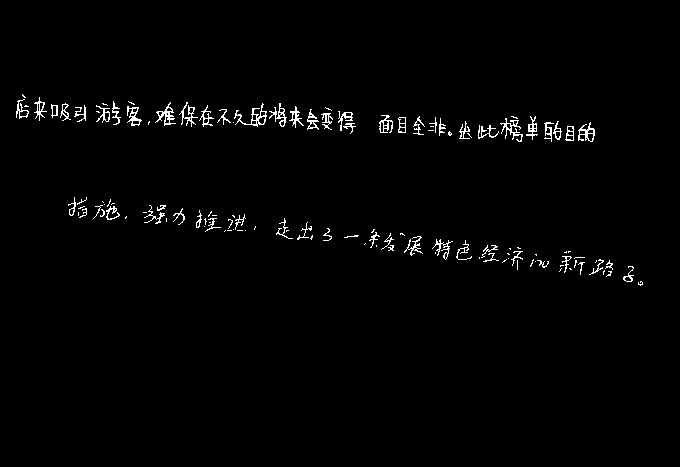 店来吸引游客,难保在不久的将来会变得 面目全非。出此榜单的目的
措施,强力推进,走出了一条发展特色经济的新路子。